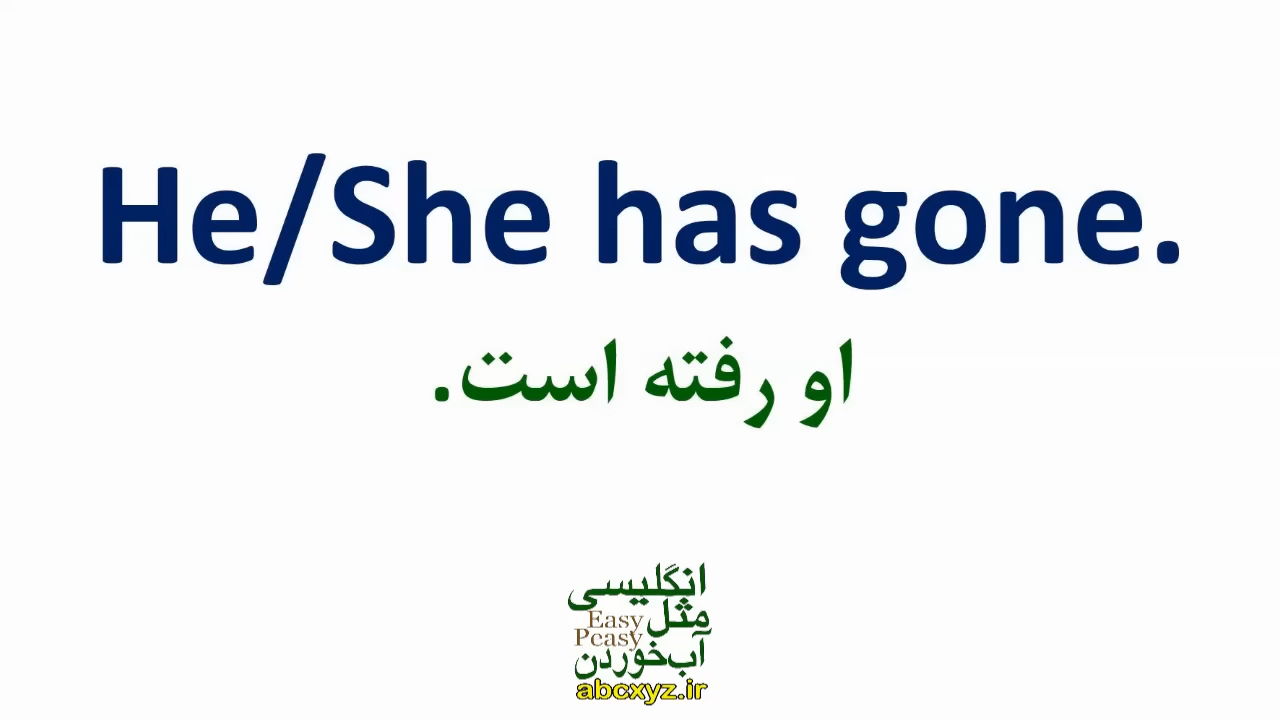 He/She has gone.
او رفته است.
انگلیسی
مثل
Easy
Peasy
آب‌خوردن
abcxyz.ir